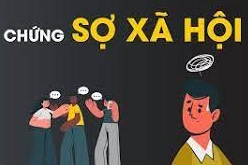 CHỨNG SỢ XÃ HỘI